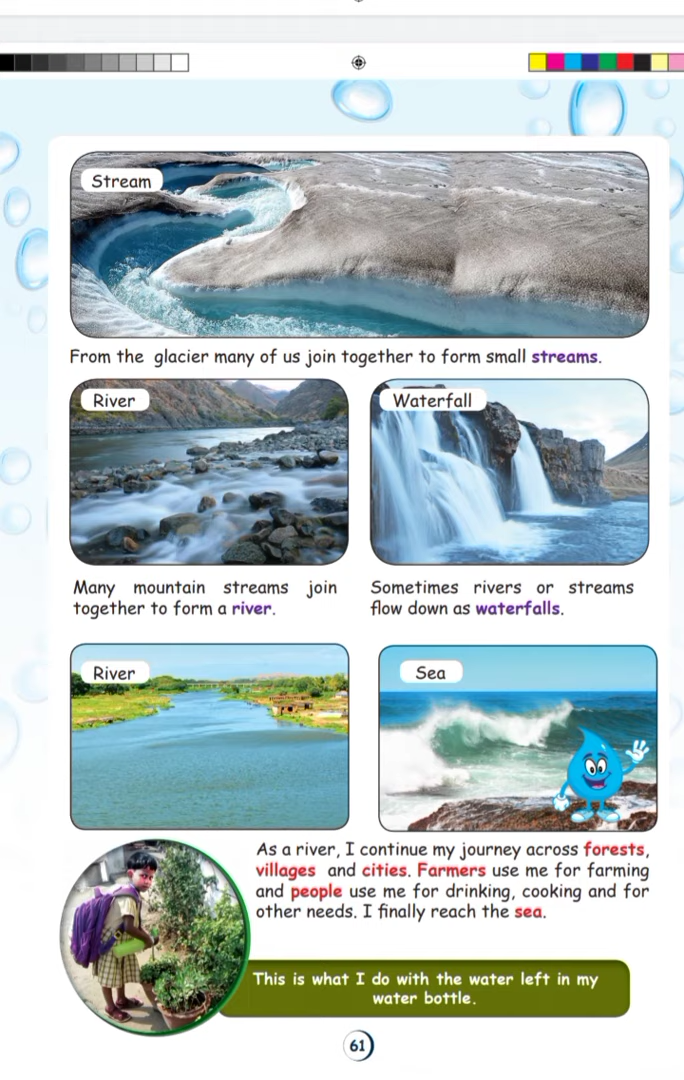 Stream
From the glacier many of us join together to form small streams.
River
Waterfall
Many mountain streams join
together to form a river.
Sometimes rivers or streams
flow down as waterfalls.
River
Sea
As a river, I continue my journey across forests,
villages and cities. Farmers use me for farming
and people use me for drinking, cooking and for
other needs. I finally reach the sea.
This is what I do with the water left in my
water bottle.
61